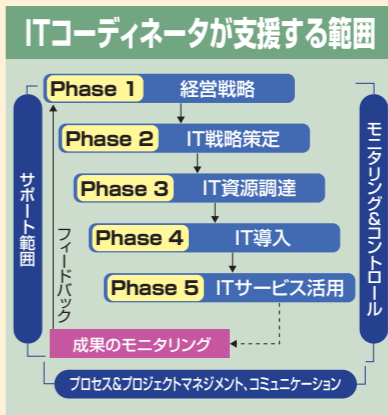 ITコーディネータが支援する範囲
Phase 1 経営戦略
Phase 2 IT戦略策定
Phase 3 IT資源調達
Phase 4 IT導入
Phase 5 ITサービス活用
成果のモニタリング
サポート範囲
フィードバック
モニタリング&コントロール
プロセス&プロジェクトマネジメント、コミュニケーション